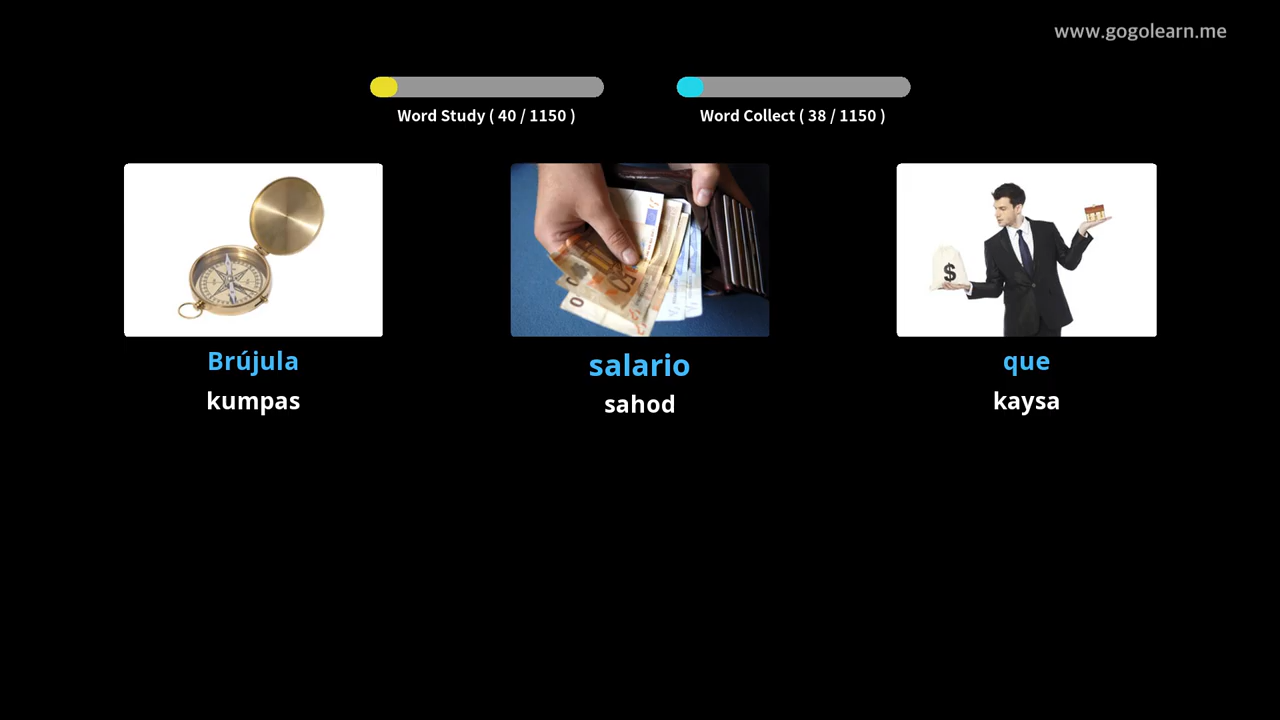 www.gogolearn.me
Word Study ( 40 / 1150 )
Word Collect ( 38 / 1150 )
$
Brújula
salario
que
kumpas
sahod
kaysa